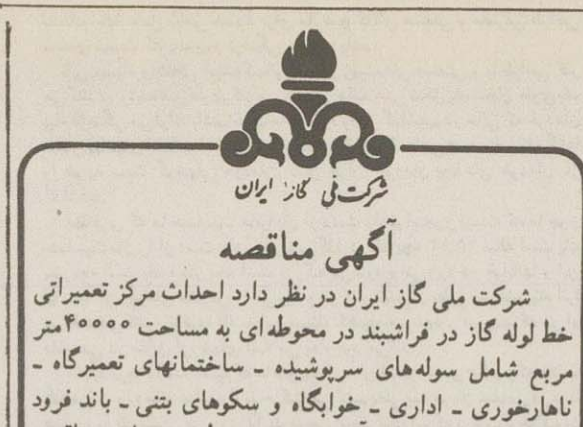 شرکت ملی گاز ایران
آگهی مناقصه
شرکت ملی گاز ایران در نظر دارد احداث مرکز تعمیراتی
خط لوله گاز در فراشبند در محوطه‌ای به مساحت ۴۰۰۰۰ متر
مربع شامل سوله‌های سرپوشیده ـ ساختمانهای تعمیرگاه ـ
ناهارخوری ـ اداری ـ خوابگاه و سکوهای بتنی ـ باند فرود